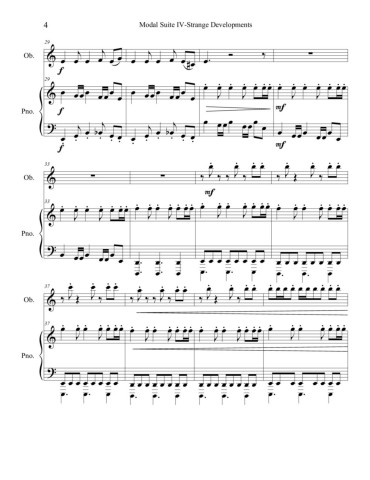 4
Modal Suite IV-Strange Developments
29
Ob.
f
29
f
mf
Pno.
f
mf
33
Ob.
mf
33
Pno.
37
Ob.
37
Pno.